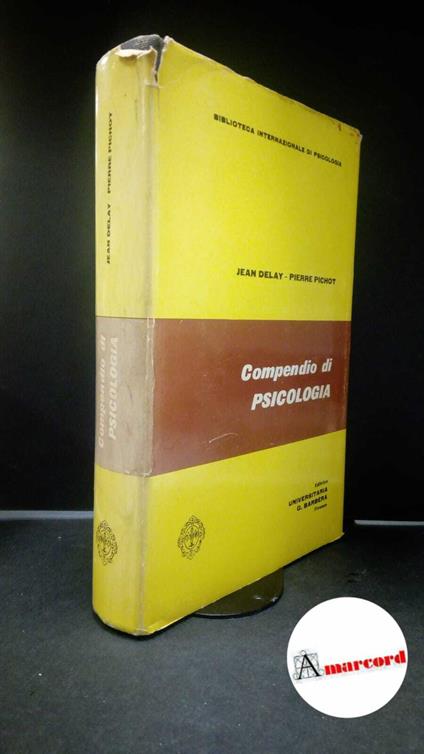 JEAN DELAY - PIERRE PICHOT
Compendio di
PSICOLOGIA
BIBLIOTECA INTERNAZIONALE DI PSICOLOGIA
JEAN DELAY - PIERRE PICHOT
Compendio di
PSICOLOGIA
Editrice
UNIVERSITARIA
G. BARBÈRA
Firenze
Amarcord